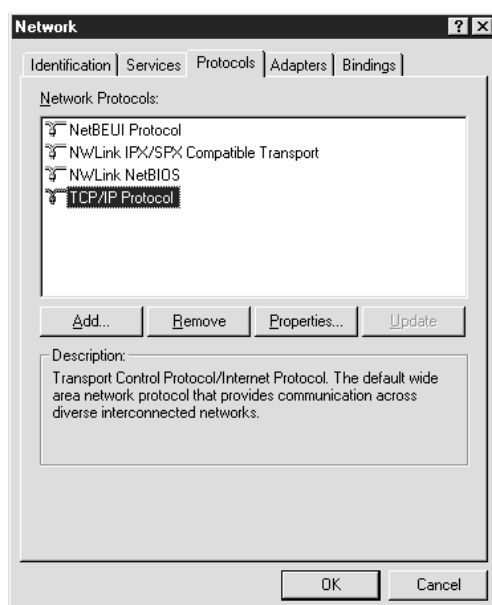 Network
Identification Services Protocols Adapters Bindings
Network Protocols:
NetBEUI Protocol
NWLink IPX/SPX Compatible Transport
NWLink NetBIOS
TCP/IP Protocol
Add... Remove Properties... Update
Description:
Transport Control Protocol/Internet Protocol. The default wide
area network protocol that provides communication across
diverse interconnected networks.
OK Cancel